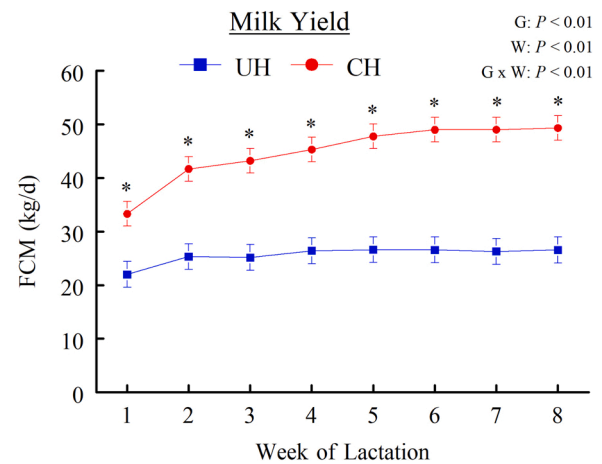 Milk Yield
G: P < 0.01
W: P < 0.01
G x W: P < 0.01
UH CH
60
50
40
30
20
10
0
FCM (kg/d)
* * * * * * * *
1 2 3 4 5 6 7 8
Week of Lactation